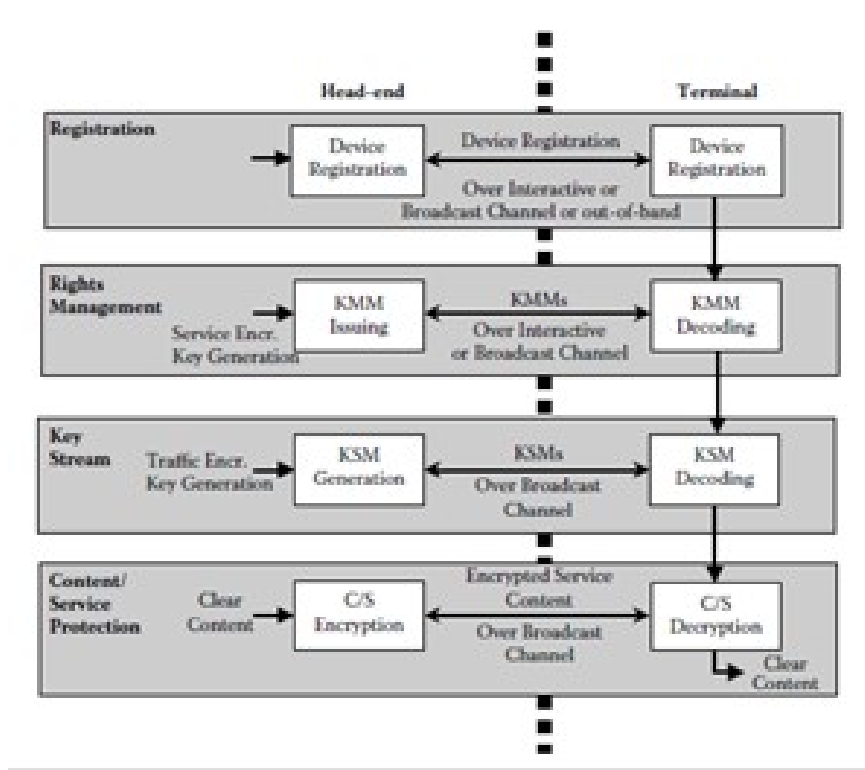 Head-end
Terminal
Registration
Device
Registration
Device Registration
Over Interactive or
Broadcast Channel or out-of-band
Device
Registration
Rights
Management
Service Encr.
Key Generation
KMM
Issuing
KMMs
Over Interactive
or Broadcast Channel
KMM
Decoding
Key
Stream
Traffic Encr.
Key Generation
KSM
Generation
KSMs
Over Broadcast
Channel
KSM
Decoding
Content/
Service
Protection
Clear
Content
C/S
Encryption
Encrypted Service
Content
Over Broadcast
Channel
C/S
Decryption
Clear
Content